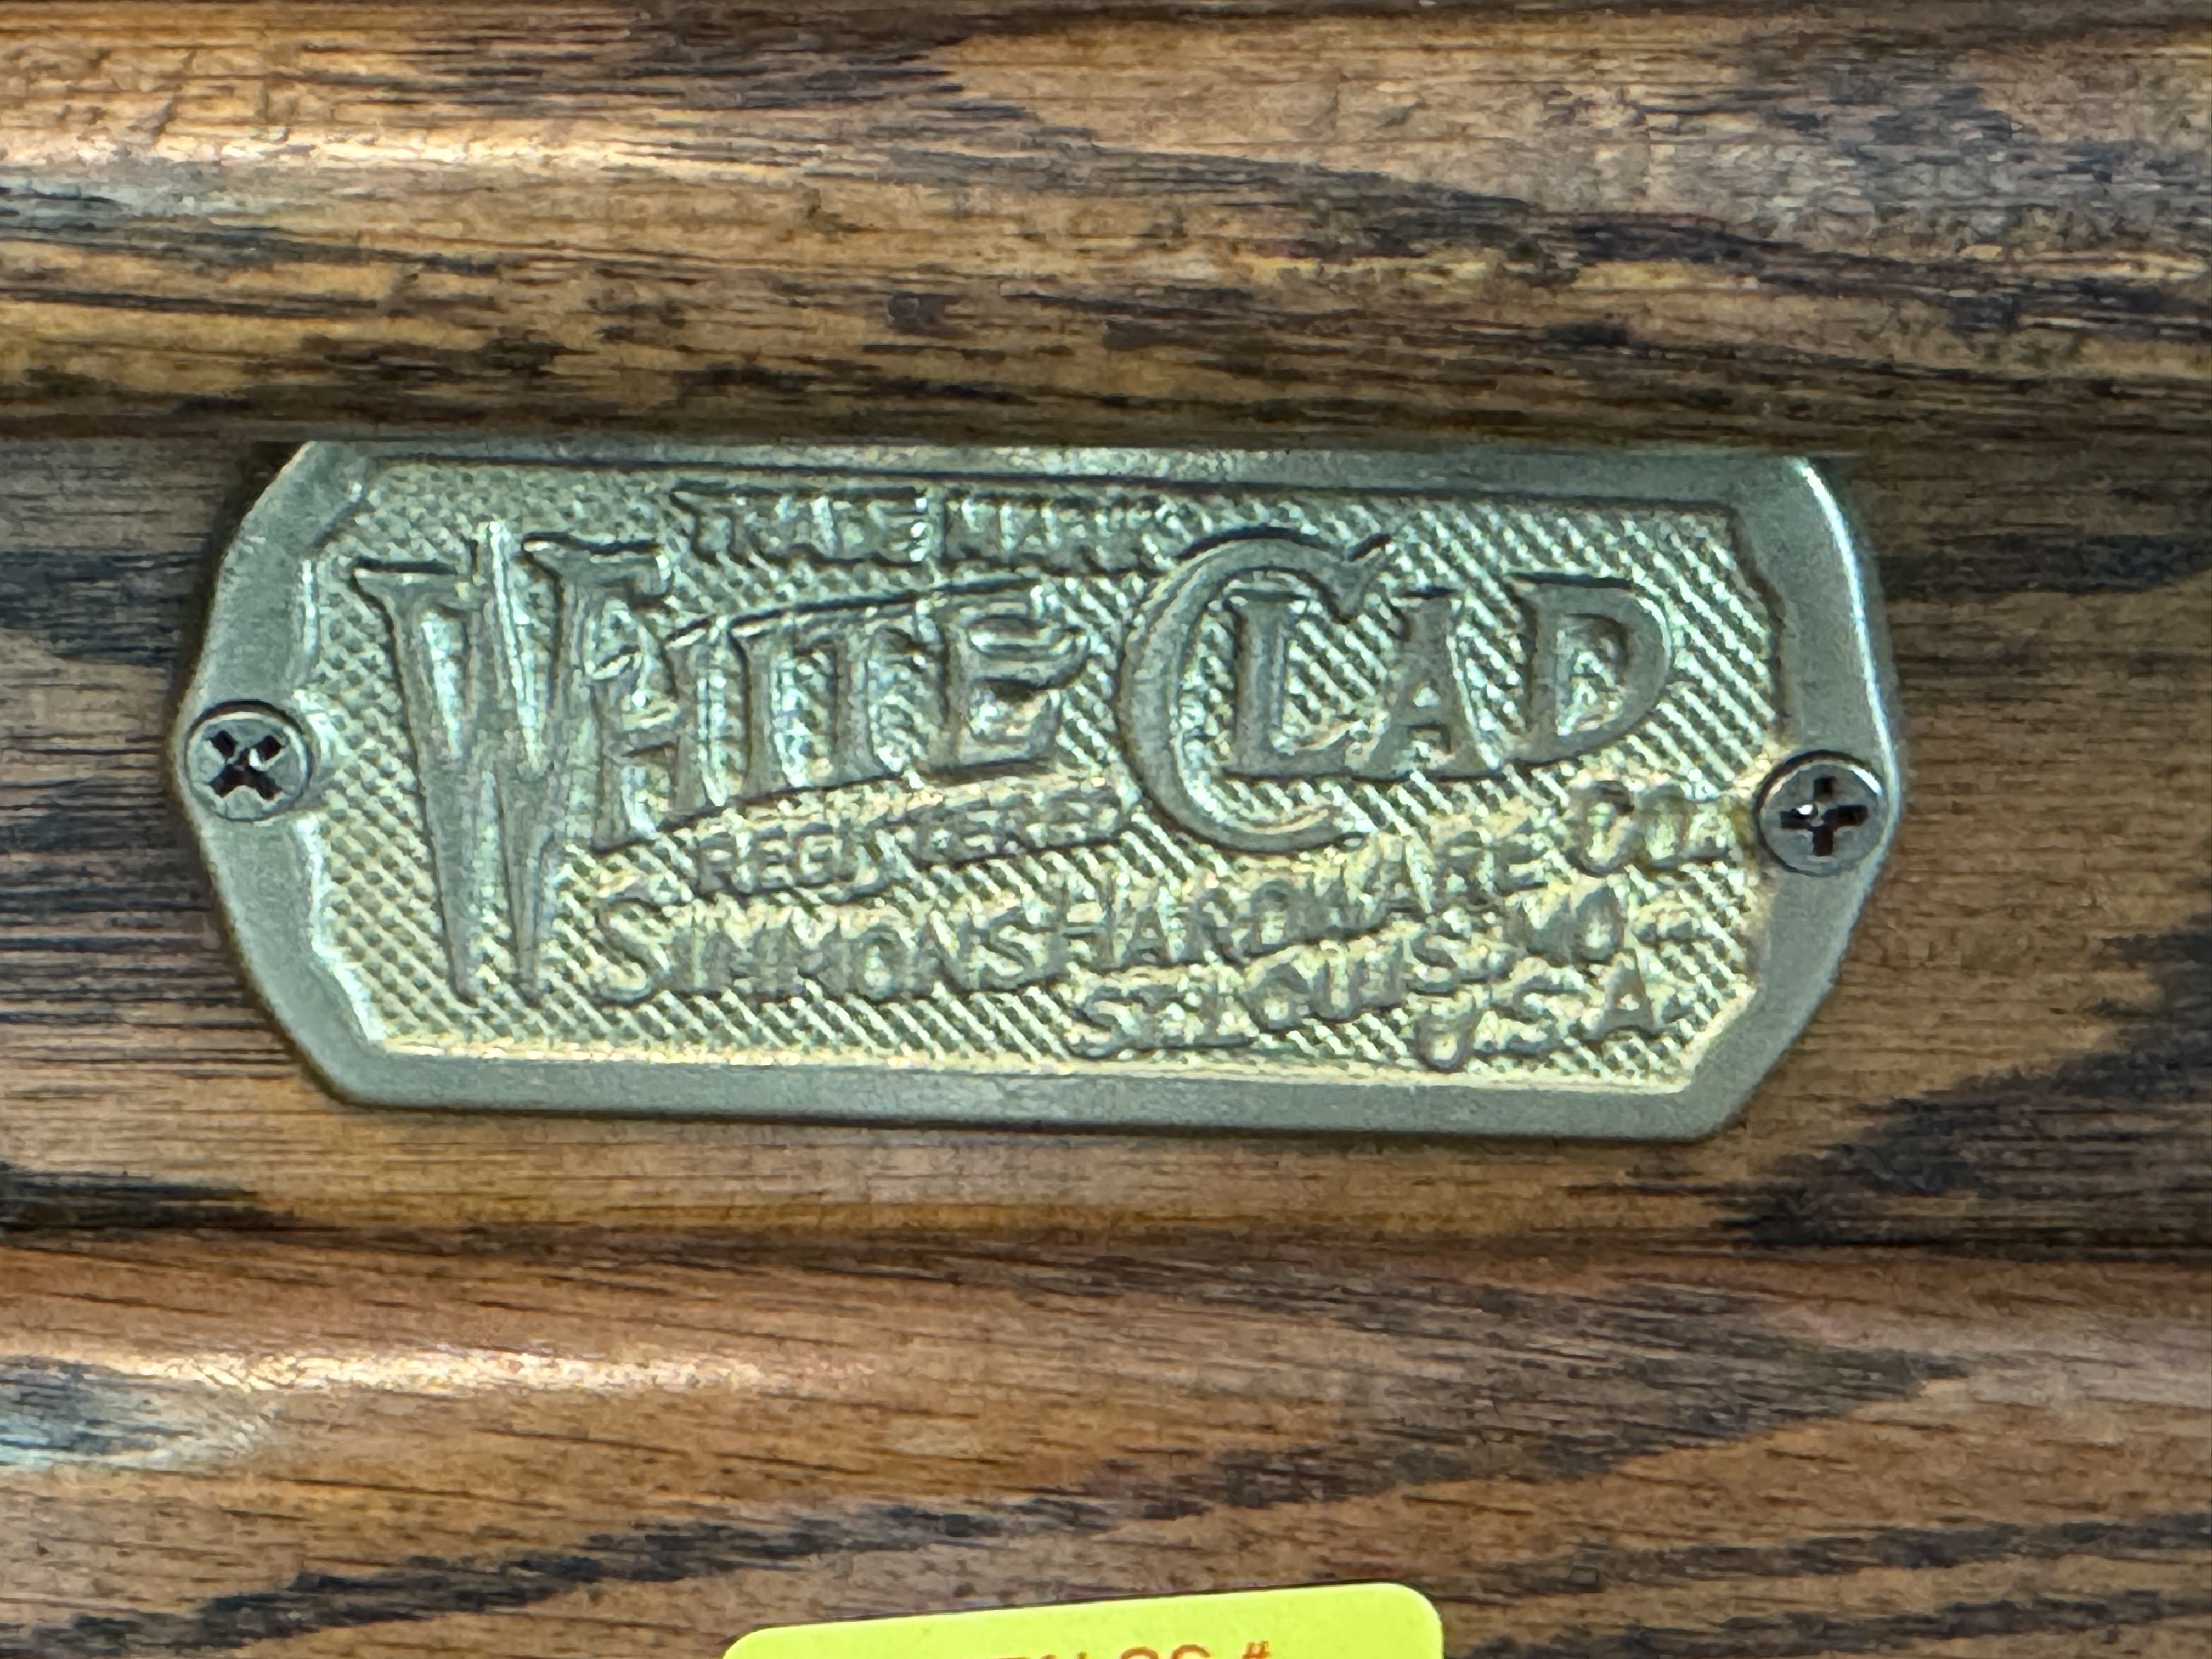 TRADE MARK
WHITE CLAD
REGISTERED
SIMMONS HARDWARE CO.
ST. LOUIS. MO.
U.S.A.